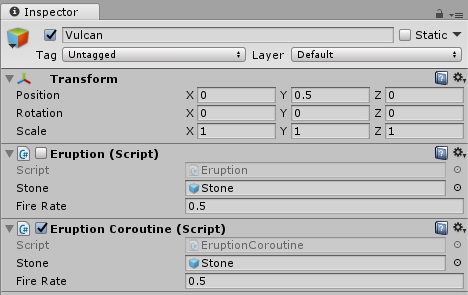 Inspector
Vulcan Static
Tag Untagged Layer Default
Transform
Position X 0 Y 0.5 Z 0
Rotation X 0 Y 0 Z 0
Scale X 1 Y 1 Z 1
Eruption (Script)
Script Eruption
Stone Stone
Fire Rate 0.5
Eruption Coroutine (Script)
Script EruptionCoroutine
Stone Stone
Fire Rate 0.5